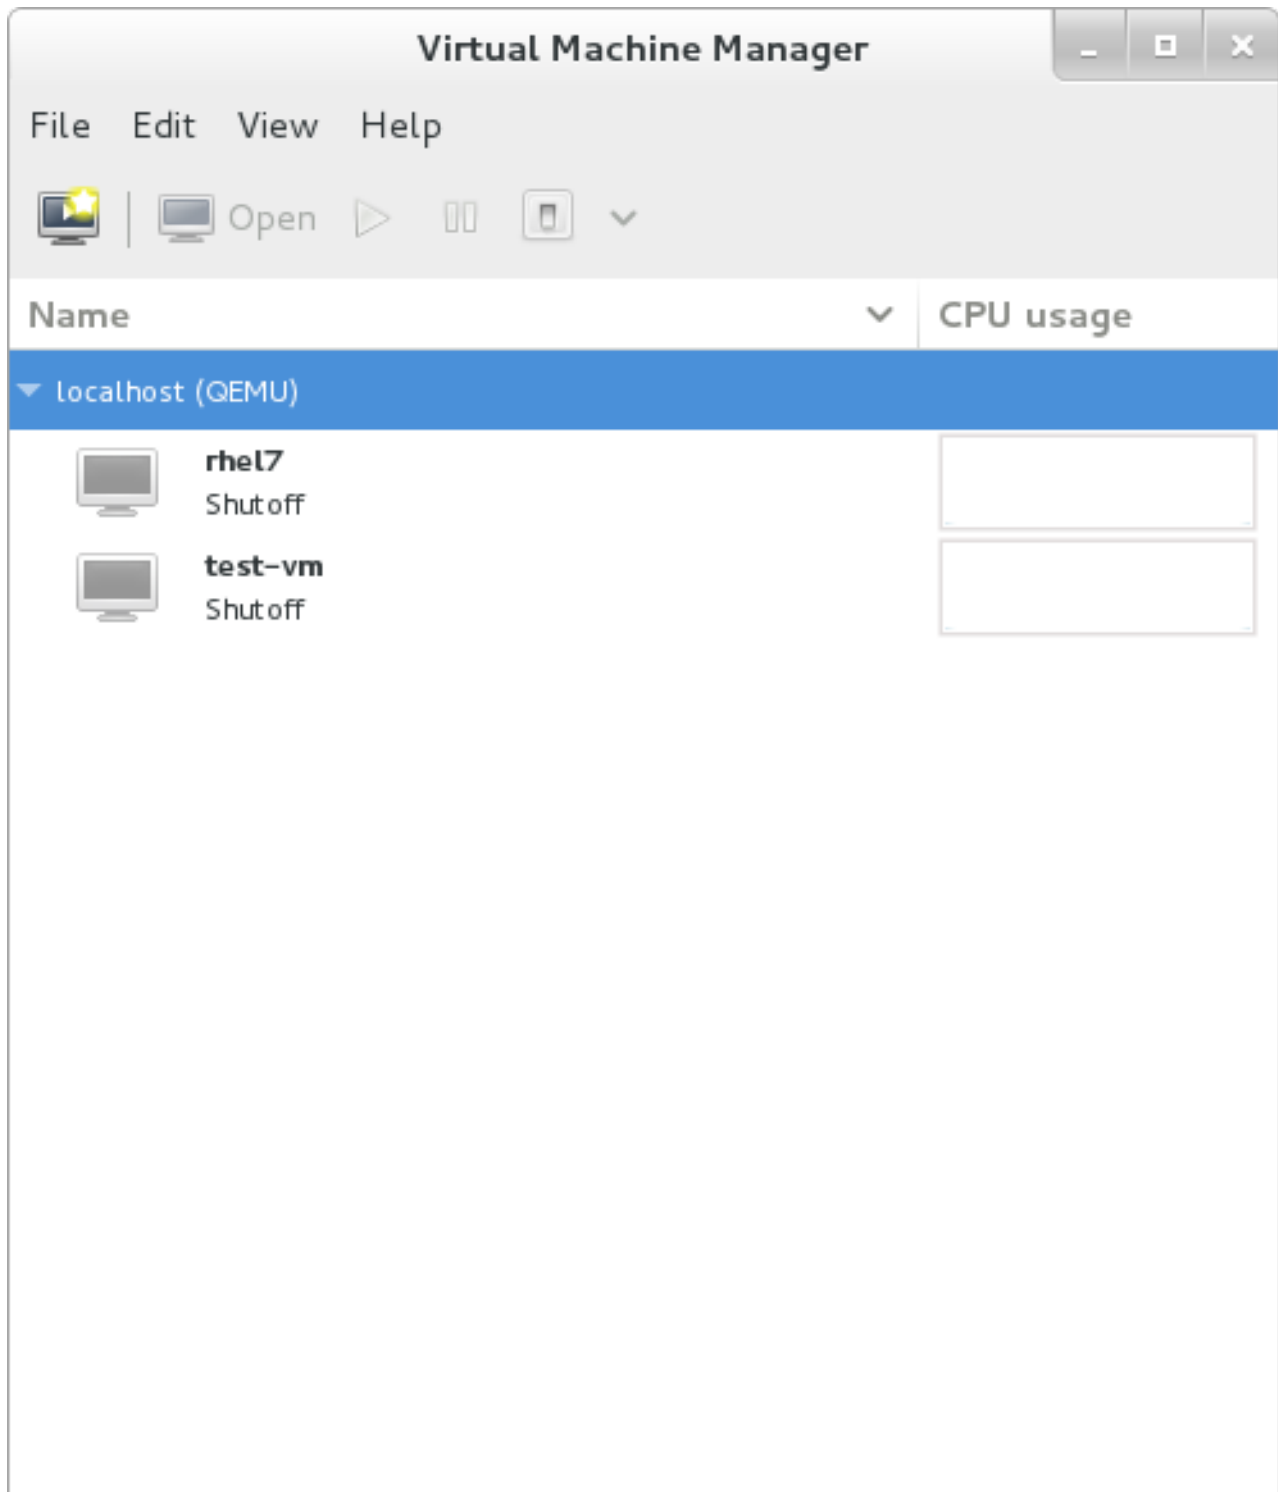 Virtual Machine Manager
File Edit View Help
Open
Name CPU usage
localhost (QEMU)
rhel7
Shutoff
test-vm
Shutoff